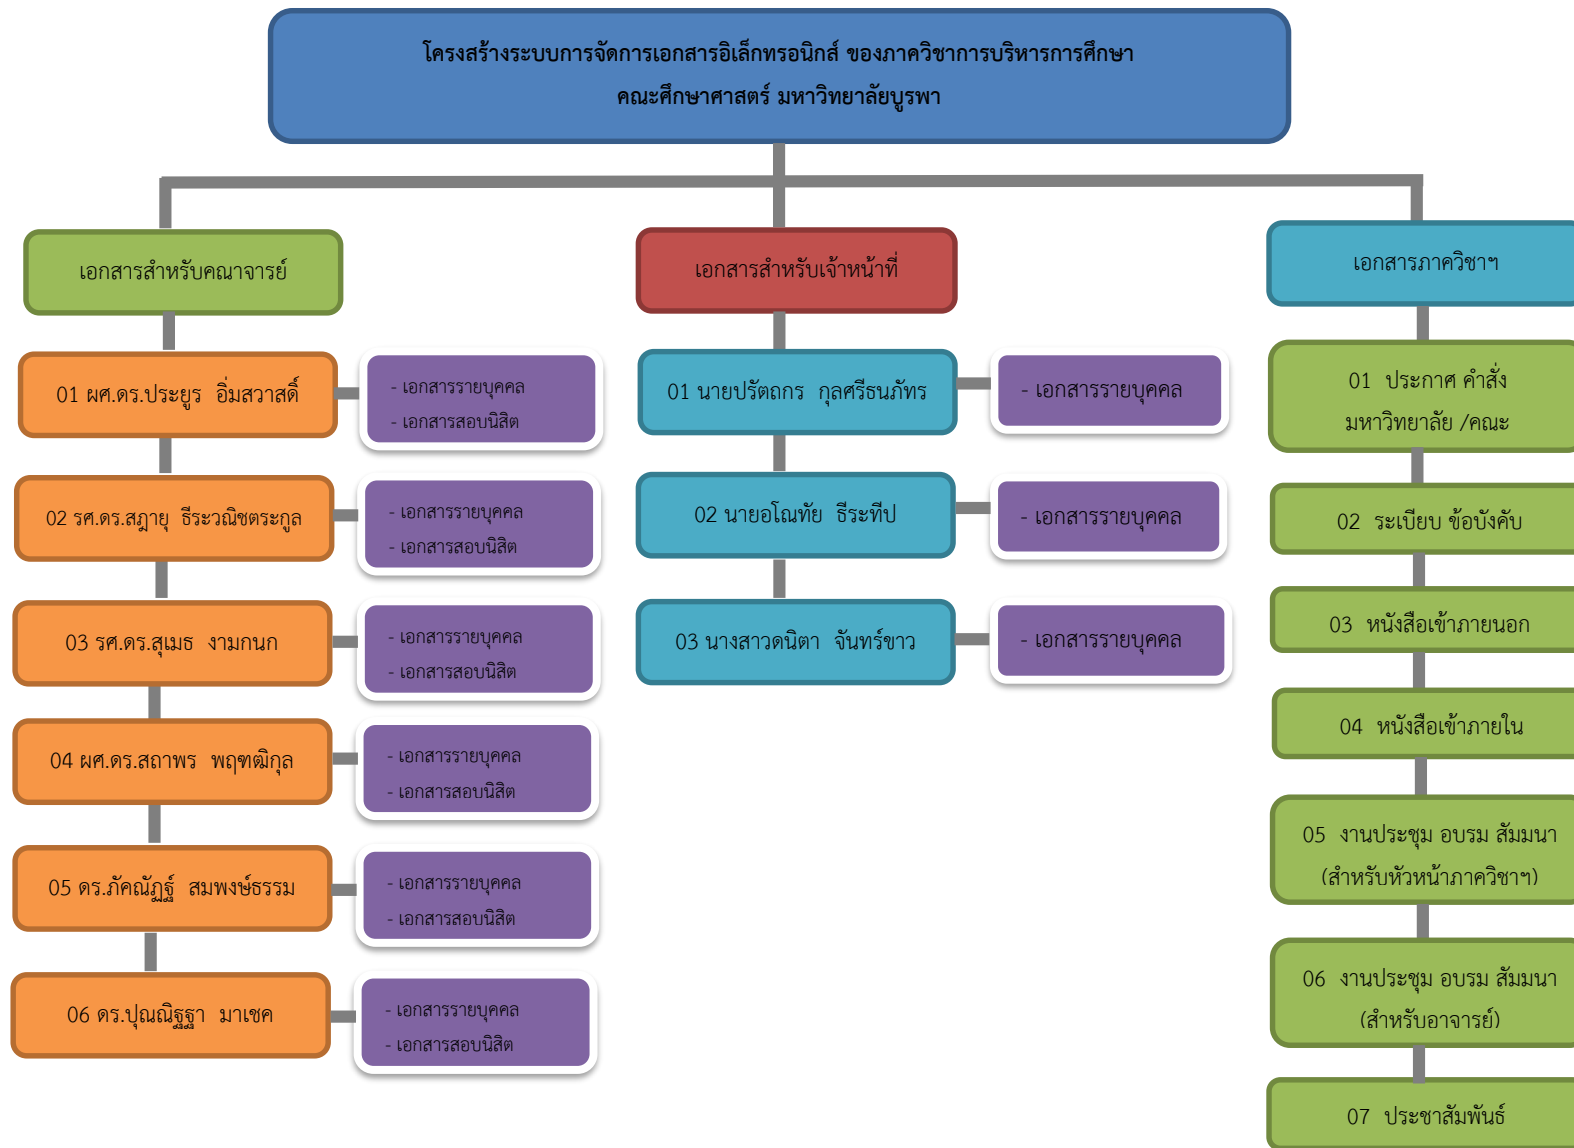 โครงสร้างระบบการจัดการเอกสารอิเล็กทรอนิกส์ ของภาควิชาการบริหารการศึกษา
คณะศึกษาศาสตร์ มหาวิทยาลัยบูรพา
เอกสารสำหรับคณาจารย์
01 ผศ.ดร.ประยูร อิ่มสวาสดิ์
- เอกสารรายบุคคล
- เอกสารสอบนิสิต
02 รศ.ดร.สฎายุ ธีระวณิชตระกูล
- เอกสารรายบุคคล
- เอกสารสอบนิสิต
03 รศ.ดร.สุเมธ งามกนก
- เอกสารรายบุคคล
- เอกสารสอบนิสิต
04 ผศ.ดร.สถาพร พฤฑฒิกุล
- เอกสารรายบุคคล
- เอกสารสอบนิสิต
05 ดร.ภัคณัฏฐ์ สมพงษ์ธรรม
- เอกสารรายบุคคล
- เอกสารสอบนิสิต
06 ดร.ปุณณิฐฐา มาเชค
- เอกสารรายบุคคล
- เอกสารสอบนิสิต
เอกสารสำหรับเจ้าหน้าที่
01 นายปรัตถกร กุลศรีธนภัทร
- เอกสารรายบุคคล
02 นายอโณทัย ธีระทีป
- เอกสารรายบุคคล
03 นางสาวดนิตา จันทร์ขาว
- เอกสารรายบุคคล
เอกสารภาควิชาฯ
01 ประกาศ คำสั่ง
มหาวิทยาลัย /คณะ
02 ระเบียบ ข้อบังคับ
03 หนังสือเข้าภายนอก
04 หนังสือเข้าภายใน
05 งานประชุม อบรม สัมมนา
(สำหรับหัวหน้าภาควิชาฯ)
06 งานประชุม อบรม สัมมนา
(สำหรับอาจารย์)
07 ประชาสัมพันธ์